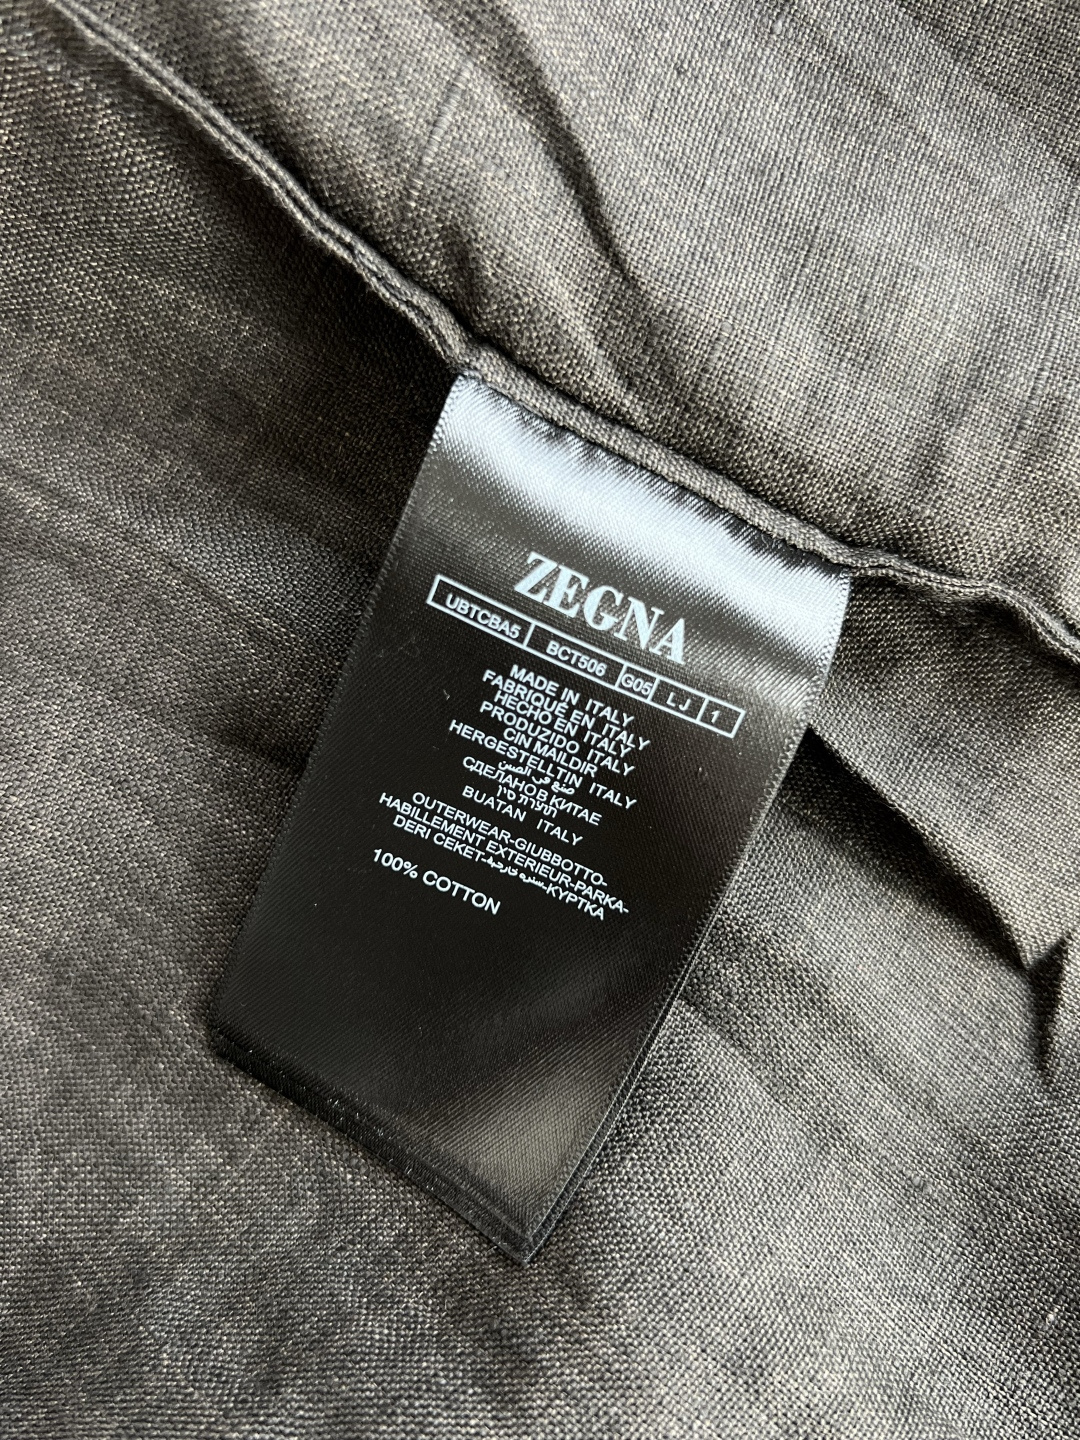 ZEGNA
UBTCBA5 BCT506 G05 LJ 1
MADE IN ITALY
FABRIQUÉ EN ITALY
HECHO EN ITALY
PRODUZIDO ITALY
CIN MAILDIR
HERGESTELLTIN ITALY
صنع في الصين
СДЕЛАНОВ КИТАЕ
תוצרת סין
BUATAN ITALY
OUTERWEAR-GIUBBOTTO-
HABILLEMENT EXTERIEUR-PARKA-
DERI CEKET-سترة خارجية-КУРТКА
100% COTTON